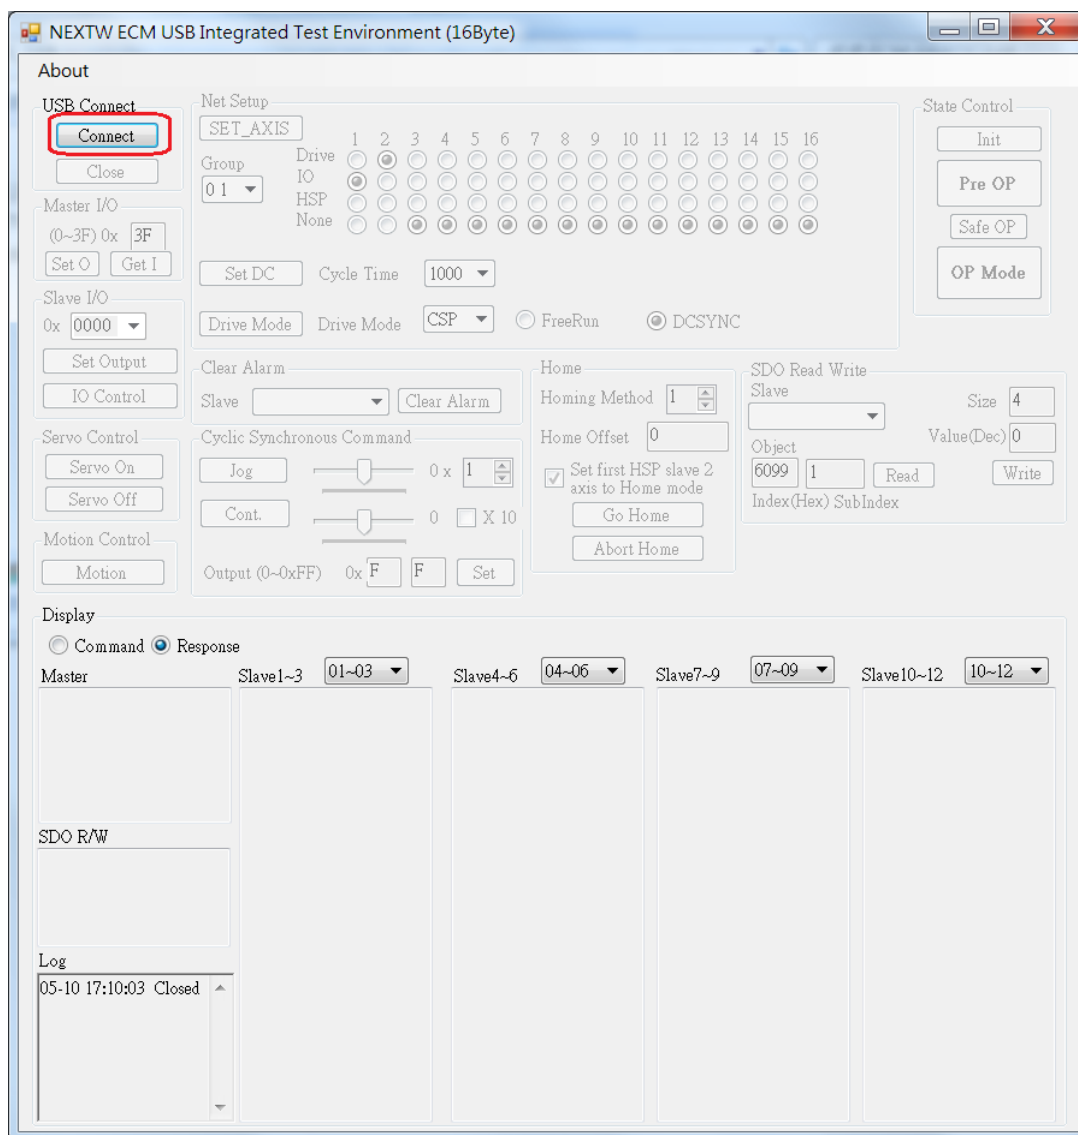 NEXTW ECM USB Integrated Test Environment (16Byte)
About
USB Connect
Connect
Close
Master I/O
(0~3F) 0x 3F
Set O Get I
Slave I/O
0x 0000
Set Output
IO Control
Servo Control
Servo On
Servo Off
Motion Control
Motion
Net Setup
SET_AXIS
Group
0 1
1 2 3 4 5 6 7 8 9 10 11 12 13 14 15 16
Drive
IO
HSP
None
Set DC Cycle Time 1000
Drive Mode Drive Mode CSP FreeRun DCSYNC
State Control
Init
Pre OP
Safe OP
OP Mode
Clear Alarm
Slave Clear Alarm
Cyclic Synchronous Command
Jog 0 x 1
Cont. 0 X 10
Output (0~0xFF) 0x F F Set
Home
Homing Method 1
Home Offset 0
Set first HSP slave 2
axis to Home mode
Go Home
Abort Home
SDO Read Write
Slave Size 4
Value(Dec) 0
Object
6099 1 Read Write
Index(Hex) SubIndex
Display
Command Response
Master Slave1~3 01~03 Slave4~6 04~06 Slave7~9 07~09 Slave10~12 10~12
SDO R/W
Log
05-10 17:10:03 Closed